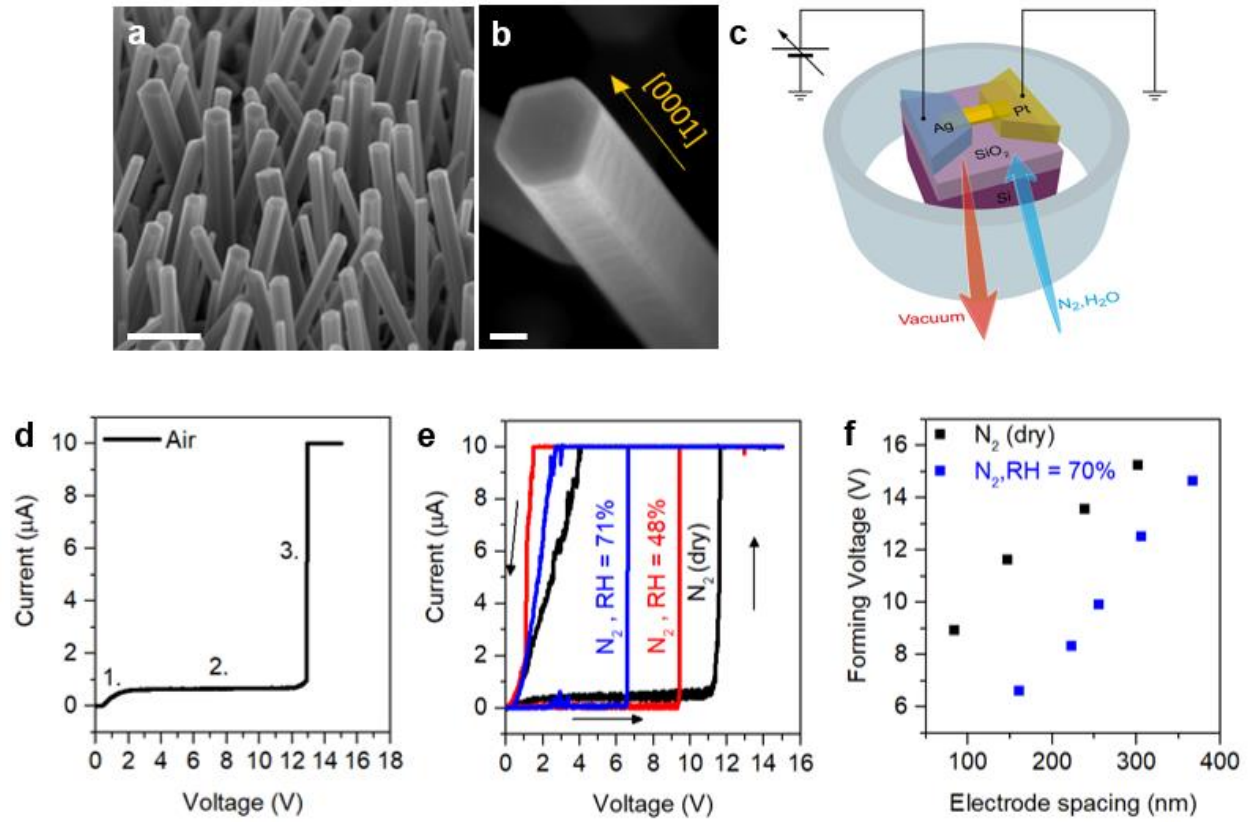 a
b
[0001]
c
Ag
Pt
SiO₂
Si
Vacuum
N₂,H₂O
d
Air
1.
2.
3.
Current (µA)
10
8
6
4
2
0
0 2 4 6 8 10 12 14 16 18
Voltage (V)
e
N₂ , RH = 71%
N₂ , RH = 48%
N₂ (dry)
Current (µA)
10
8
6
4
2
0
0 2 4 6 8 10 12 14 16
Voltage (V)
f
N₂ (dry)
N₂,RH = 70%
Forming Voltage (V)
16
14
12
10
8
6
100 200 300 400
Electrode spacing (nm)